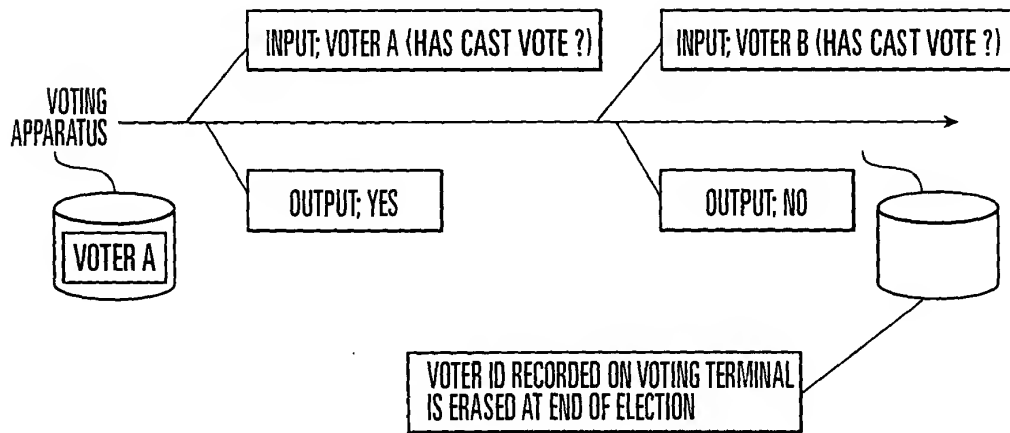 INPUT; VOTER A (HAS CAST VOTE ?)
INPUT; VOTER B (HAS CAST VOTE ?)
VOTING
APPARATUS
OUTPUT; YES
OUTPUT; NO
VOTER A
VOTER ID RECORDED ON VOTING TERMINAL
IS ERASED AT END OF ELECTION